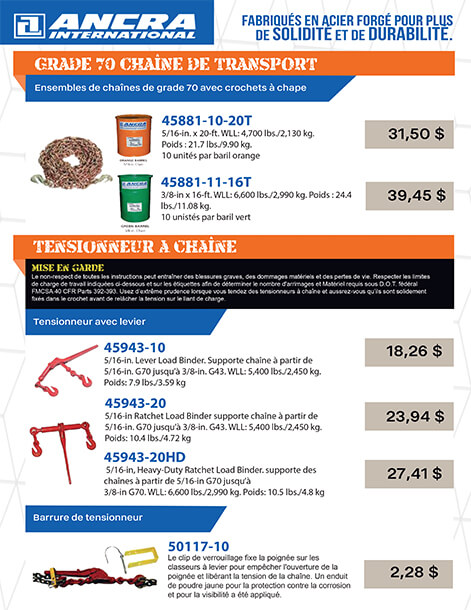 ANCRA
INTERNATIONAL
FABRIQUÉS EN ACIER FORGÉ POUR PLUS
DE SOLIDITÉ ET DE DURABILITÉ.
GRADE 70 CHAÎNE DE TRANSPORT
Ensembles de chaînes de grade 70 avec crochets à chape
45881-10-20T
5/16-in. x 20-ft. WLL: 4,700 lbs./2,130 kg.
Poids : 21.7 lbs./9.90 kg.
10 unités par baril orange
31,50 $
ANCRA
ORANGE BARREL
45881-11-16T
3/8-in x 16-ft. WLL: 6,600 lbs./2,990 kg. Poids : 24.4
lbs./11.08 kg.
10 unistés par baril vert
39,45 $
ANCRA
GREEN BARREL
TENSIONNEUR A CHAÎNE
MISE EN GARDE
Le non-respect de toutes les instructions peut entraîner des blessures graves, des dommages matériels et des pertes de vie. Respecter les limites
de charge de travail indiquées ci-dessous et sur les étiquettes afin de déterminer le nombre d'arrimages et Matériel requis sous D.O.T. fédéral
FMCSA 40 CFR Parts 392-393. Usez d'extrême prudence lorsque vous tendez des tensionneurs à chaîne et aussrez-vous qu'ils sont solidement
fixés dans le crochet avant de relâcher la tension sur le liant de charge.
Tensionneur avec levier
45943-10
5/16-in. Lever Load Binder. Supporte chaîne à partir de
5/16-in. G70 jusqu'à 3/8-in. G43. WLL: 5,400 lbs./2,450 kg.
Poids: 7.9 lbs./3.59 kg
18,26 $
45943-20
5/16-in Ratchet Load Binder supporte chaîne à partir de
5/16-in. G70 jusqu'à 3/8-in. G43. WLL: 5,400 lbs./2,450 kg.
Poids: 10.4 lbs./4.72 kg
23,94 $
45943-20HD
5/16-in, Heavy-Duty Ratchet Load Binder. supporte des
chaînes à partir de 5/16-in G70 jusqu'à
3/8-in G70. WLL: 6,600 lbs./2,990 kg. Poids: 10.5 lbs./4.8 kg
27,41 $
Barrure de tensionneur
50117-10
Le clip de verrouillage fixe la poignée sur les
classeurs à levier pour empêcher l'ouverture de la
poignée et libérant la tension de la chaîne. Un enduit
de poudre jaune pour la protection contre la corrosion
et pour la visibilité a été appliqué.
2,28 $